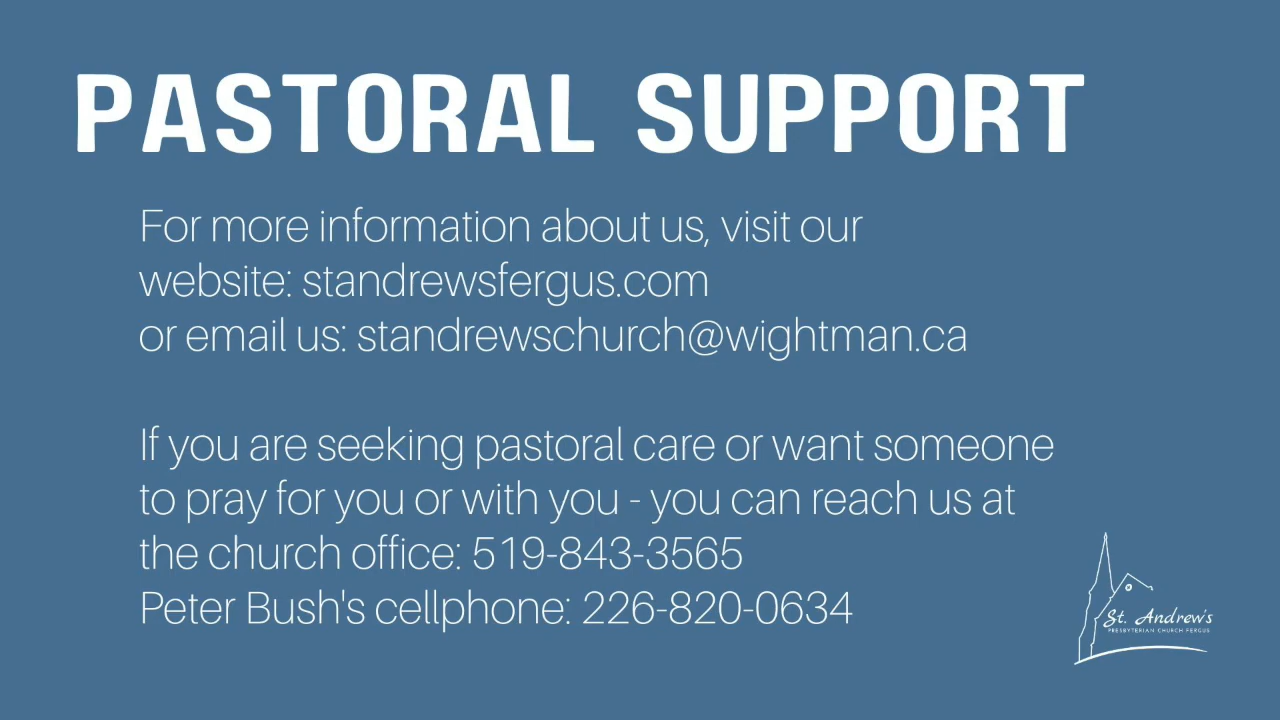 PASTORAL SUPPORT
For more information about us, visit our
website: standrewsfergus.com
or email us: standrewschurch@wightman.ca
If you are seeking pastoral care or want someone
to pray for you or with you - you can reach us at
the church office: 519-843-3565
Peter Bush's cellphone: 226-820-0634
St. Andrew's
PRESBYTERIAN CHURCH FERGUS